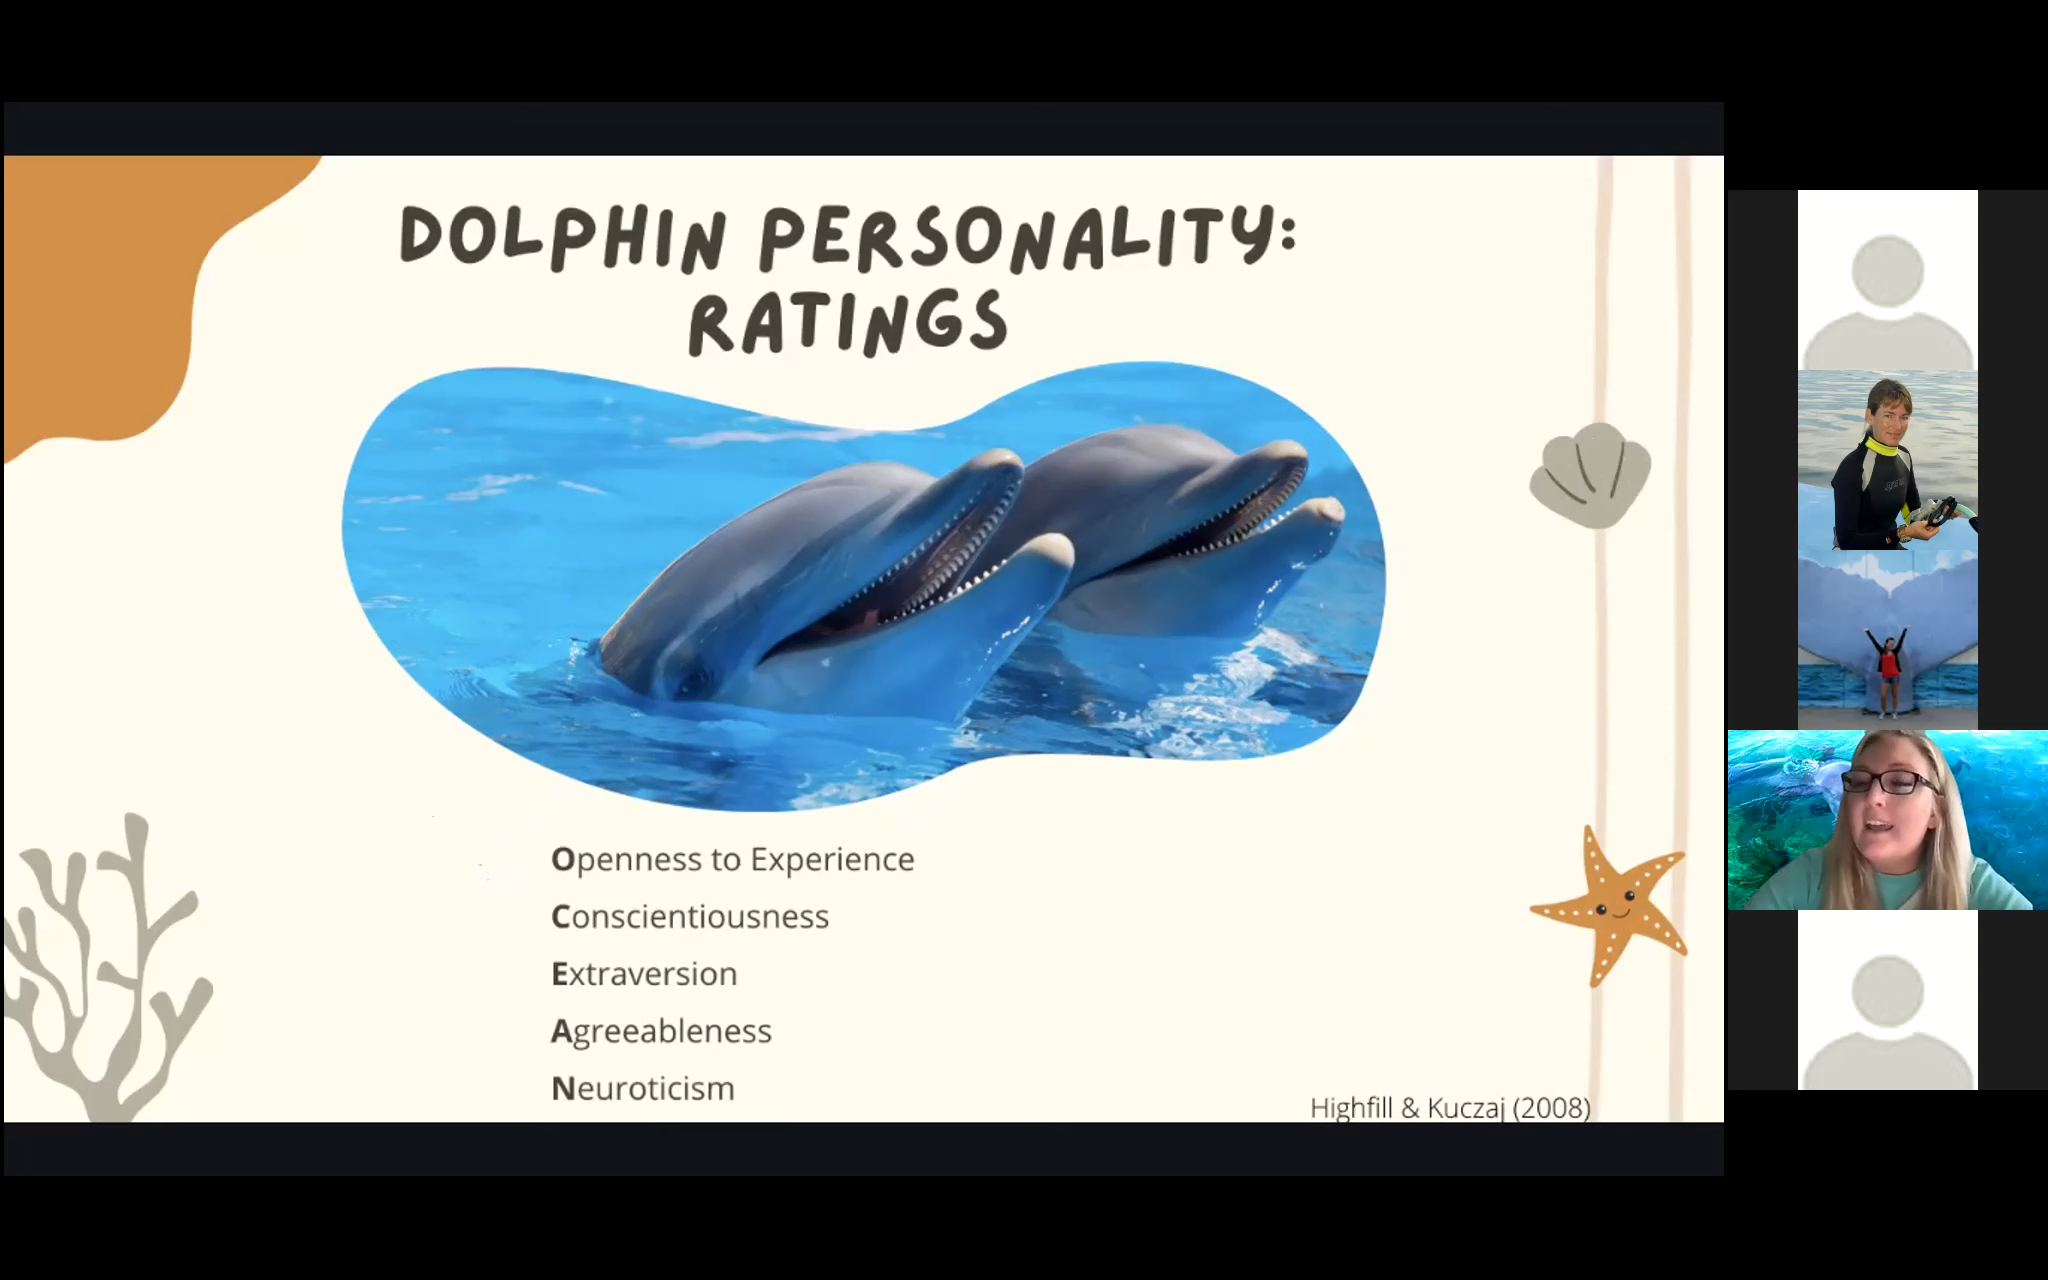 DOLPHIN PERSONALITY:
RATINGS
Openness to Experience
Conscientiousness
Extraversion
Agreeableness
Neuroticism
Highfill & Kuczaj (2008)